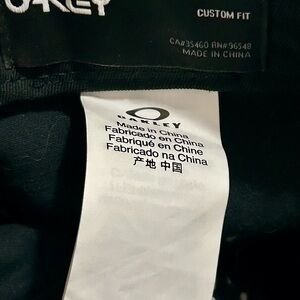 OAKLEY
CUSTOM FIT
CA#35460 RN#96548
MADE IN CHINA
OAKLEY
Made in China
Fabricado en China
Fabriqué en Chine
Fabricado na China
产地 中国